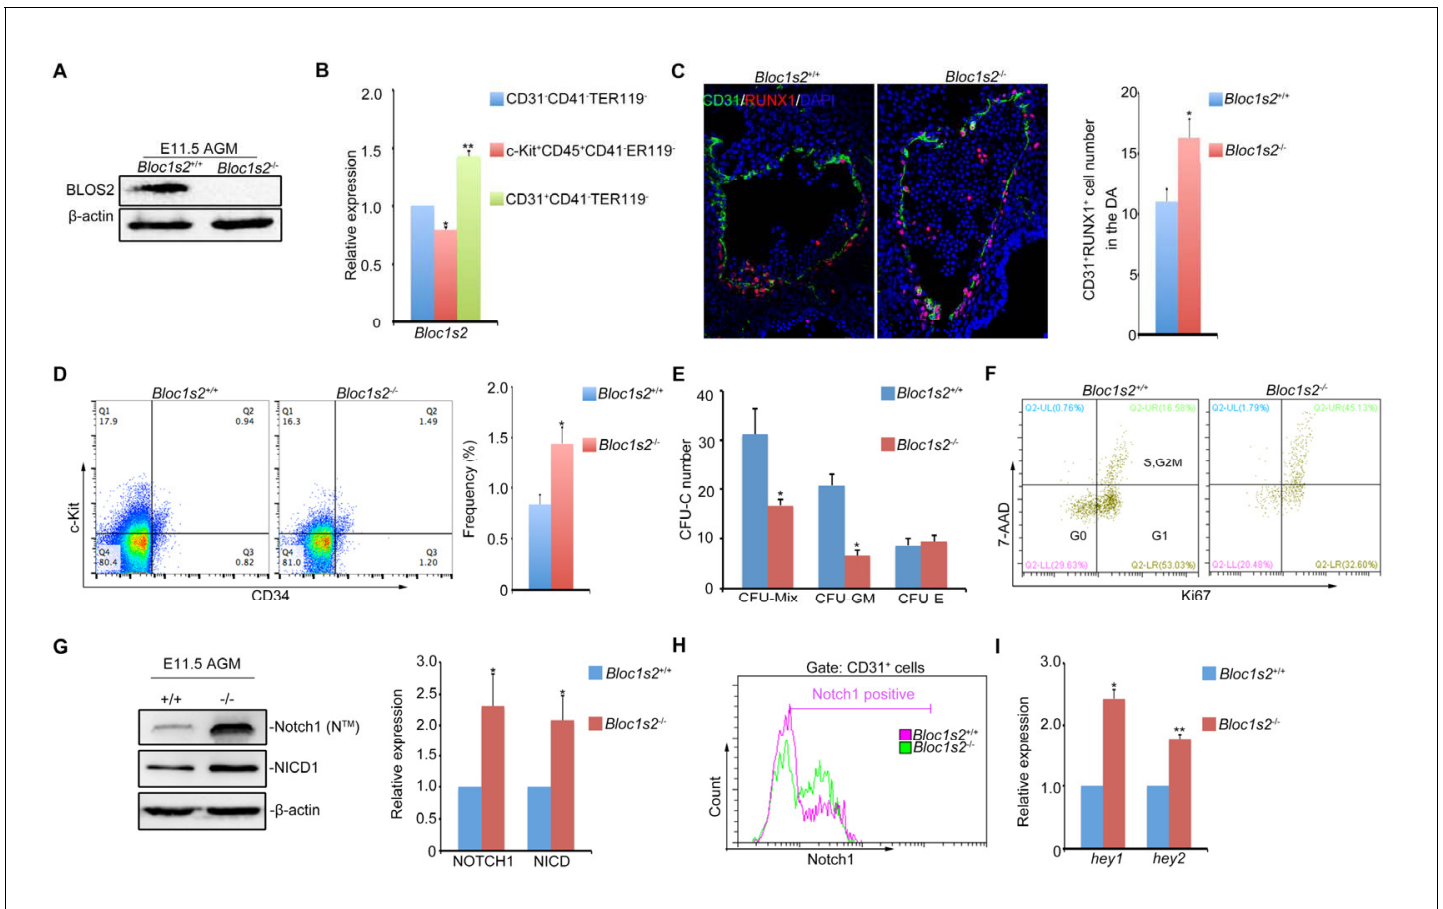 A
E11.5 AGM
Bloc1s2+/+ Bloc1s2-/-
BLOS2
β-actin
B
2.0
1.5
1.0
0.5
0
Relative expression
Bloc1s2
CD31-CD41-TER119-
c-Kit+CD45+CD41-ER119-
CD31+CD41-TER119-
*
**
C
Bloc1s2+/+ Bloc1s2-/-
CD31/RUNX1/DAPI
20
15
10
5
0
CD31+RUNX1+ cell number
in the DA
*
Bloc1s2+/+
Bloc1s2-/-
D
Bloc1s2+/+ Bloc1s2-/-
Q1
17.9
Q2
0.94
Q4
80.4
Q3
0.82
Q1
16.3
Q2
1.49
Q4
81.0
Q3
1.20
c-Kit
CD34
2.0
1.5
1.0
0.5
0
Frequency (%)
*
Bloc1s2+/+
Bloc1s2-/-
E
40
30
20
10
0
CFU-C number
*
*
CFU-Mix CFU GM CFU E
Bloc1s2+/+
Bloc1s2-/-
F
Bloc1s2+/+ Bloc1s2-/-
Q2-UL(0.76%) Q2-UR(16.58%)
S,G2M
G0 G1
Q2-LL(29.63%) Q2-LR(53.03%)
Q2-UL(1.79%) Q2-UR(45.13%)
Q2-LL(20.49%) Q2-LR(32.60%)
7-AAD
Ki67
G
E11.5 AGM
+/+ -/-
-Notch1 (NTM)
-NICD1
-β-actin
3.0
2.5
2.0
1.5
1.0
0.5
0
Relative expression
*
*
NOTCH1 NICD
Bloc1s2+/+
Bloc1s2-/-
H
Gate: CD31+ cells
Notch1 positive
Bloc1s2+/+
Bloc1s2-/-
Count
Notch1
I
3.0
2.0
1.0
0
Relative expression
*
**
hey1 hey2
Bloc1s2+/+
Bloc1s2-/-